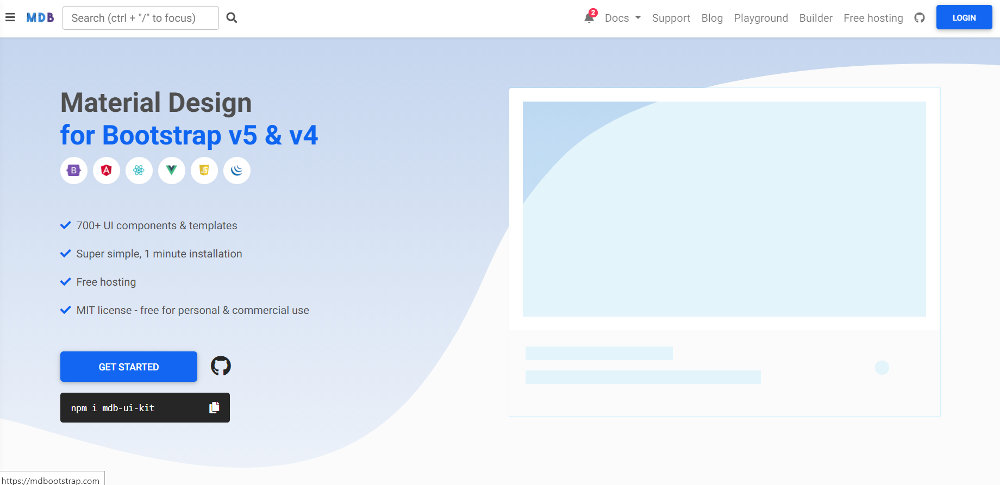 MDB
Search (ctrl + "/" to focus)
2
Docs
Support
Blog
Playground
Builder
Free hosting
LOGIN
Material Design
for Bootstrap v5 & v4
B
A
JS
700+ UI components & templates
Super simple, 1 minute installation
Free hosting
MIT license - free for personal & commercial use
GET STARTED
npm i mdb-ui-kit
https://mdbootstrap.com